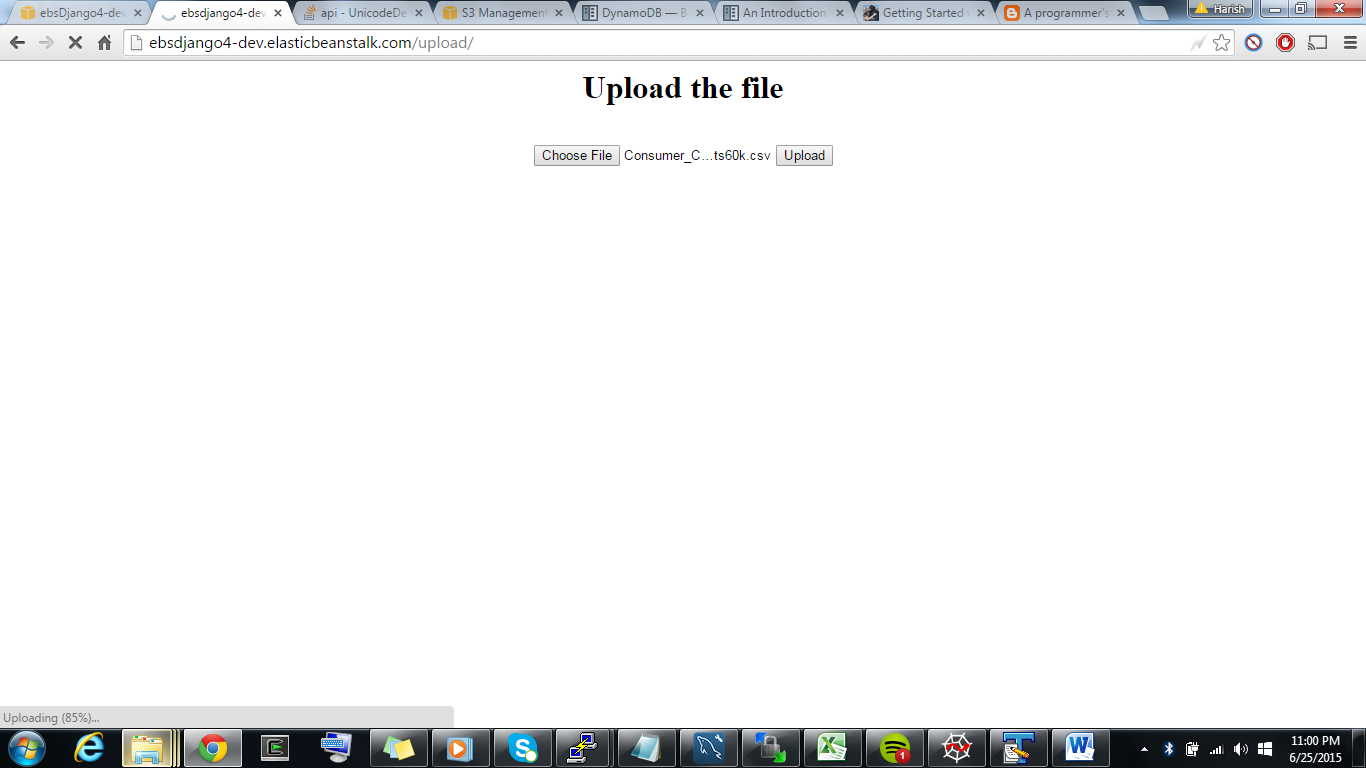 ebsDjango4-dev
ebsdjango4-dev
api - UnicodeDe
S3 Management
DynamoDB — B
An Introduction
Getting Started
A programmer's
Harish
ebsdjango4-dev.elasticbeanstalk.com/upload/
Upload the file
Choose File Consumer_C...ts60k.csv Upload
Uploading (85%)...
11:00 PM
6/25/2015